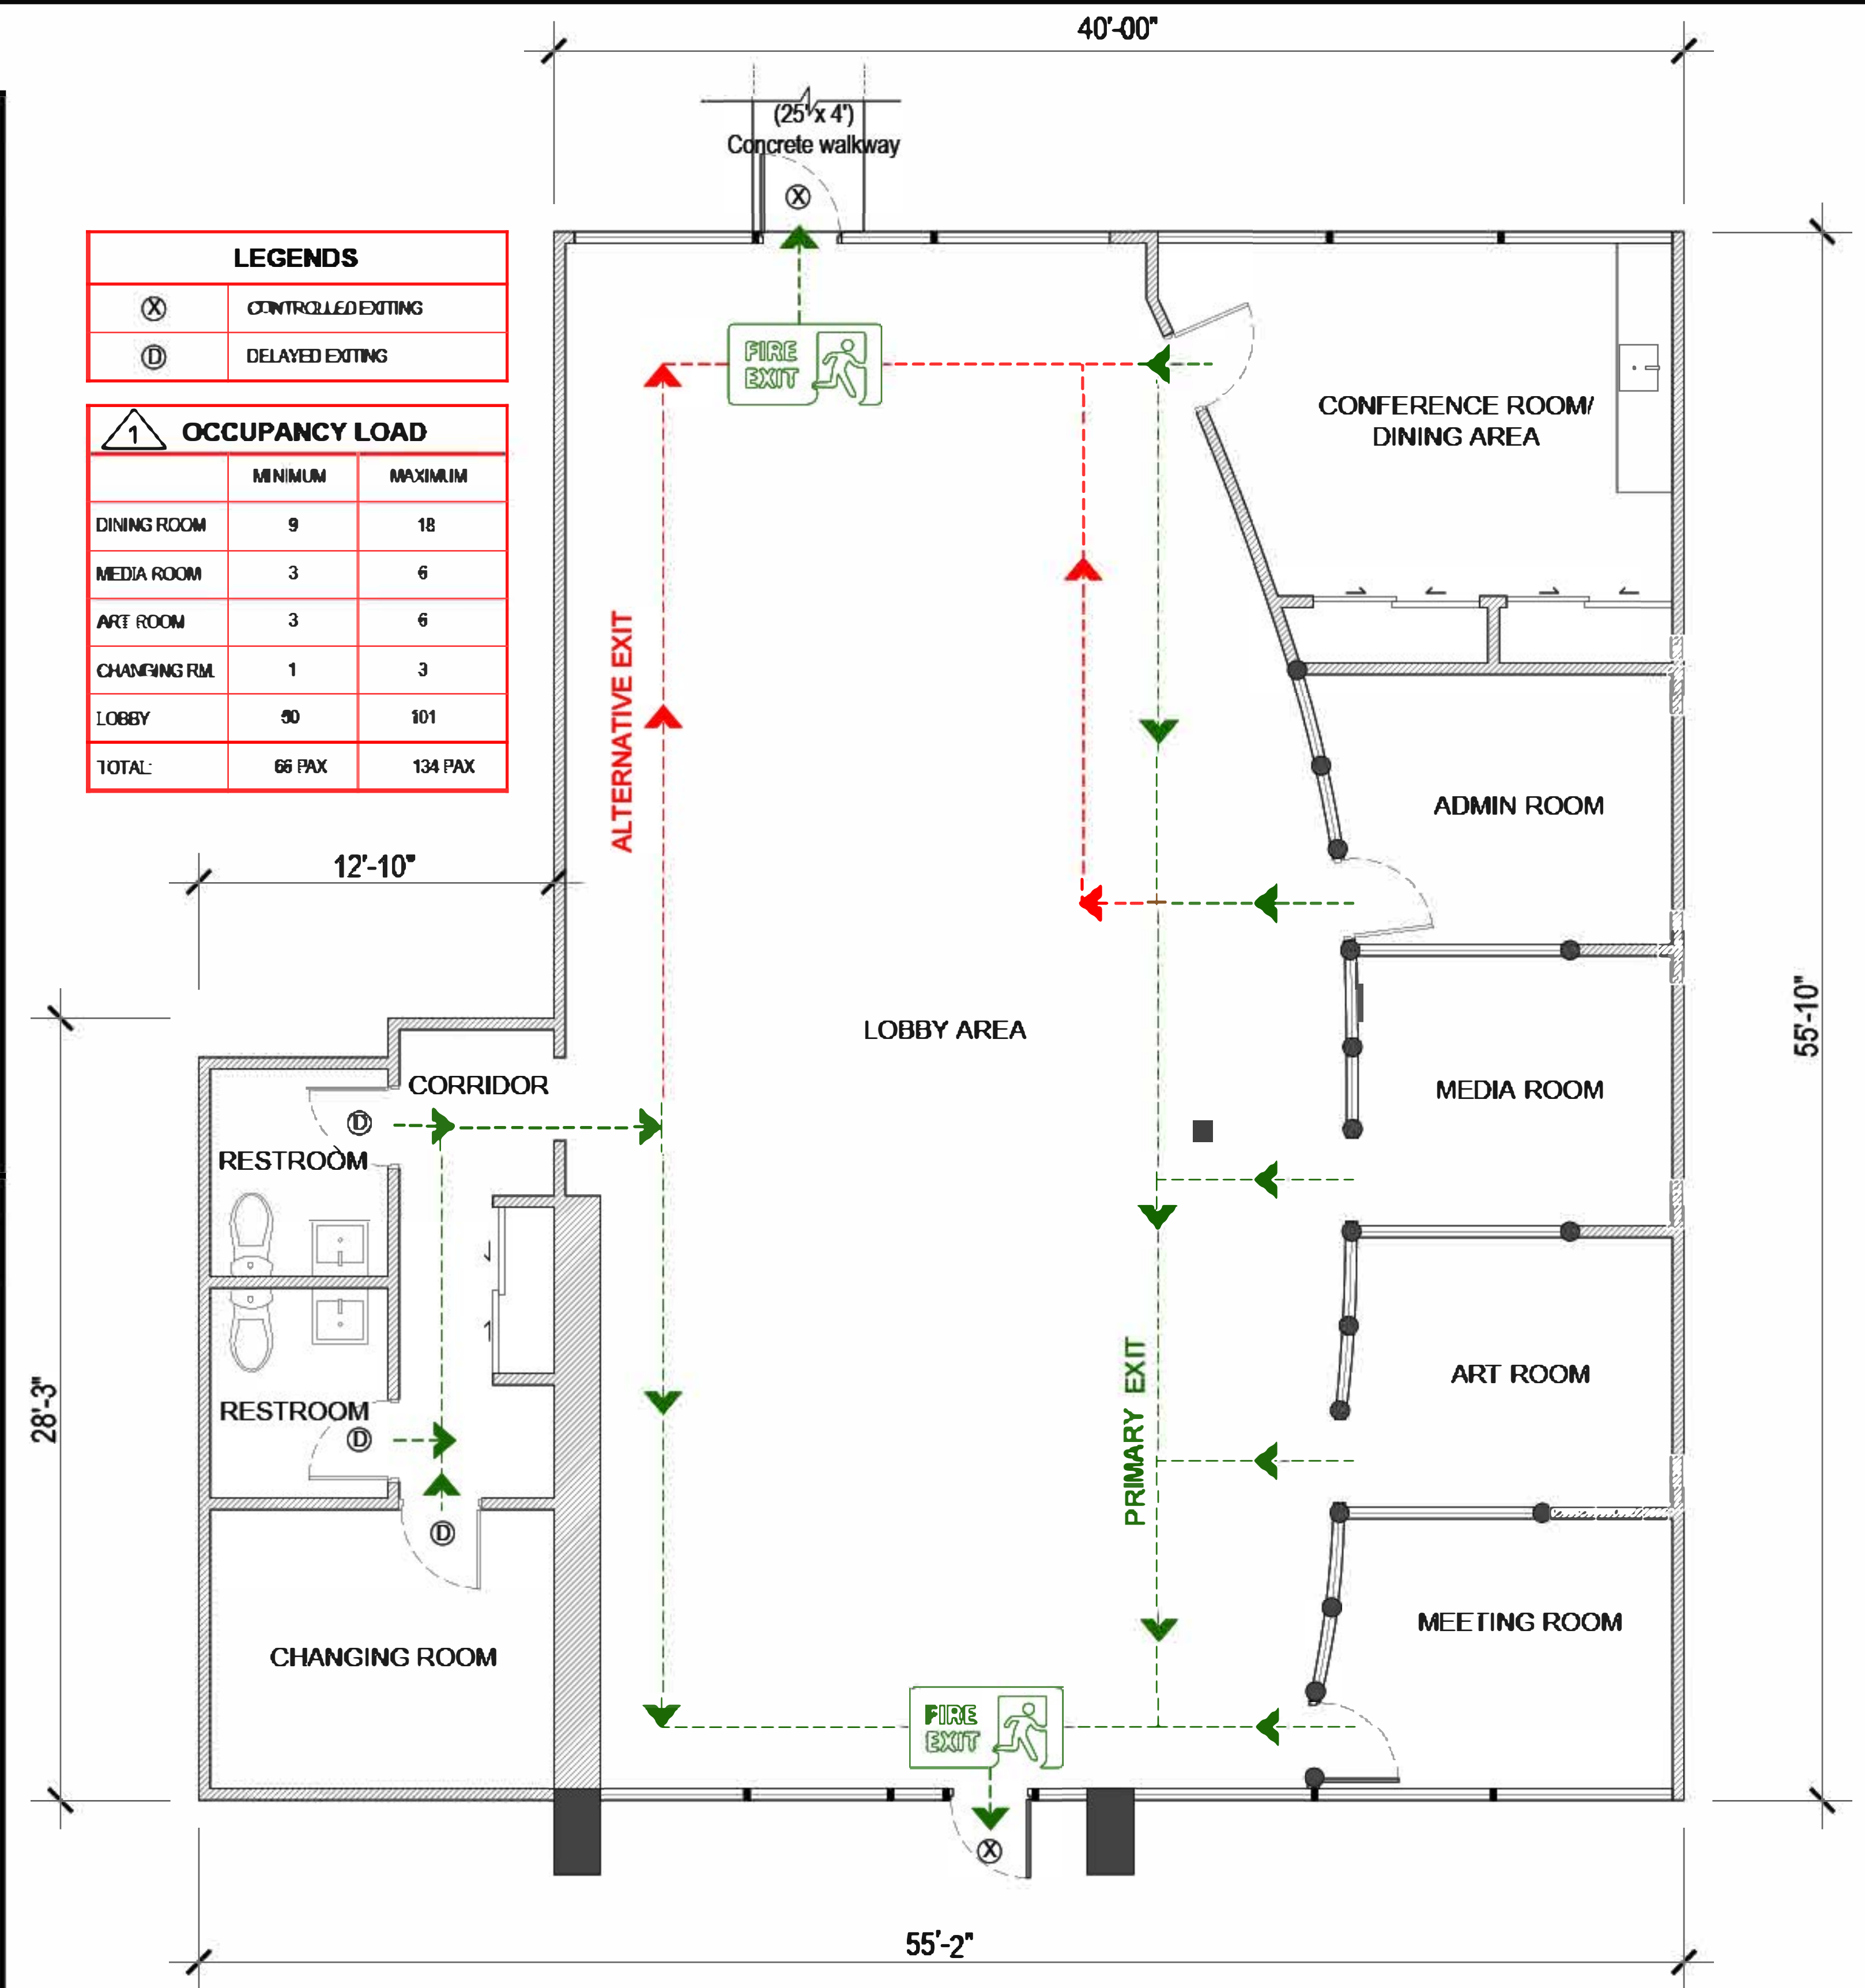 40'-00"
(25' x 4')
Concrete walkway
X
LEGENDS
X CONTROLLED EXITING
D DELAYED EXITING
1 OCCUPANCY LOAD
MINIMUM MAXIMUM
DINING ROOM 9 18
MEDIA ROOM 3 6
ART ROOM 3 6
CHANGING RM. 1 3
LOBBY 50 101
TOTAL: 66 PAX 134 PAX
FIRE
EXIT
CONFERENCE ROOM/
DINING AREA
ALTERNATIVE EXIT
ADMIN ROOM
12'-10"
LOBBY AREA
55'-10"
CORRIDOR
MEDIA ROOM
D
RESTROOM
ART ROOM
28'-3"
RESTROOM
D
PRIMARY EXIT
D
MEETING ROOM
CHANGING ROOM
FIRE
EXIT
X
55'-2"